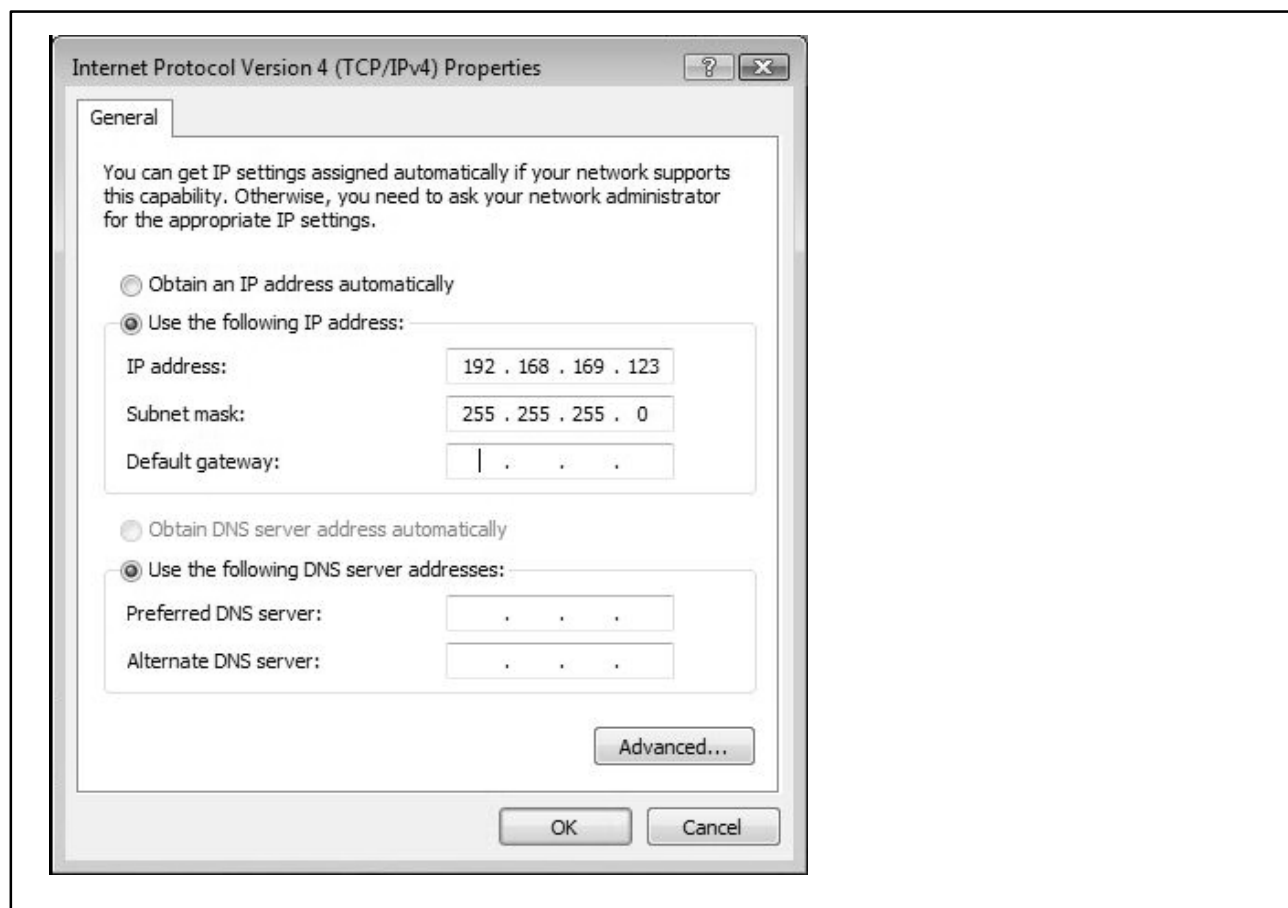 Internet Protocol Version 4 (TCP/IPv4) Properties
General
You can get IP settings assigned automatically if your network supports
this capability. Otherwise, you need to ask your network administrator
for the appropriate IP settings.
Obtain an IP address automatically
Use the following IP address:
IP address: 192 . 168 . 169 . 123
Subnet mask: 255 . 255 . 255 . 0
Default gateway: . . .
Obtain DNS server address automatically
Use the following DNS server addresses:
Preferred DNS server: . . .
Alternate DNS server: . . .
Advanced...
OK Cancel